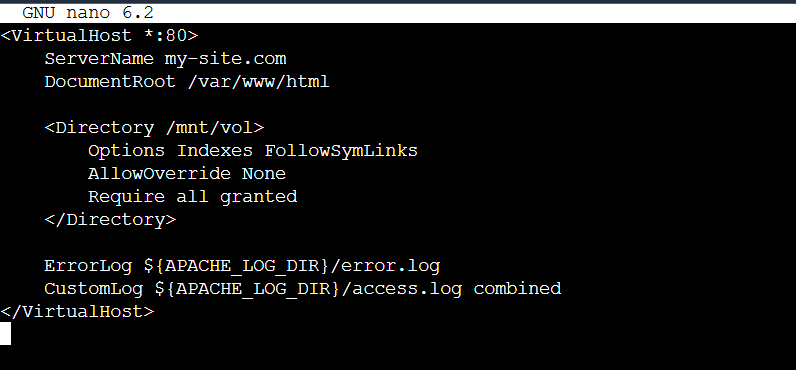 GNU nano 6.2
<VirtualHost *:80>
    ServerName my-site.com
    DocumentRoot /var/www/html

    <Directory /mnt/vol>
        Options Indexes FollowSymLinks
        AllowOverride None
        Require all granted
    </Directory>

    ErrorLog ${APACHE_LOG_DIR}/error.log
    CustomLog ${APACHE_LOG_DIR}/access.log combined
</VirtualHost>